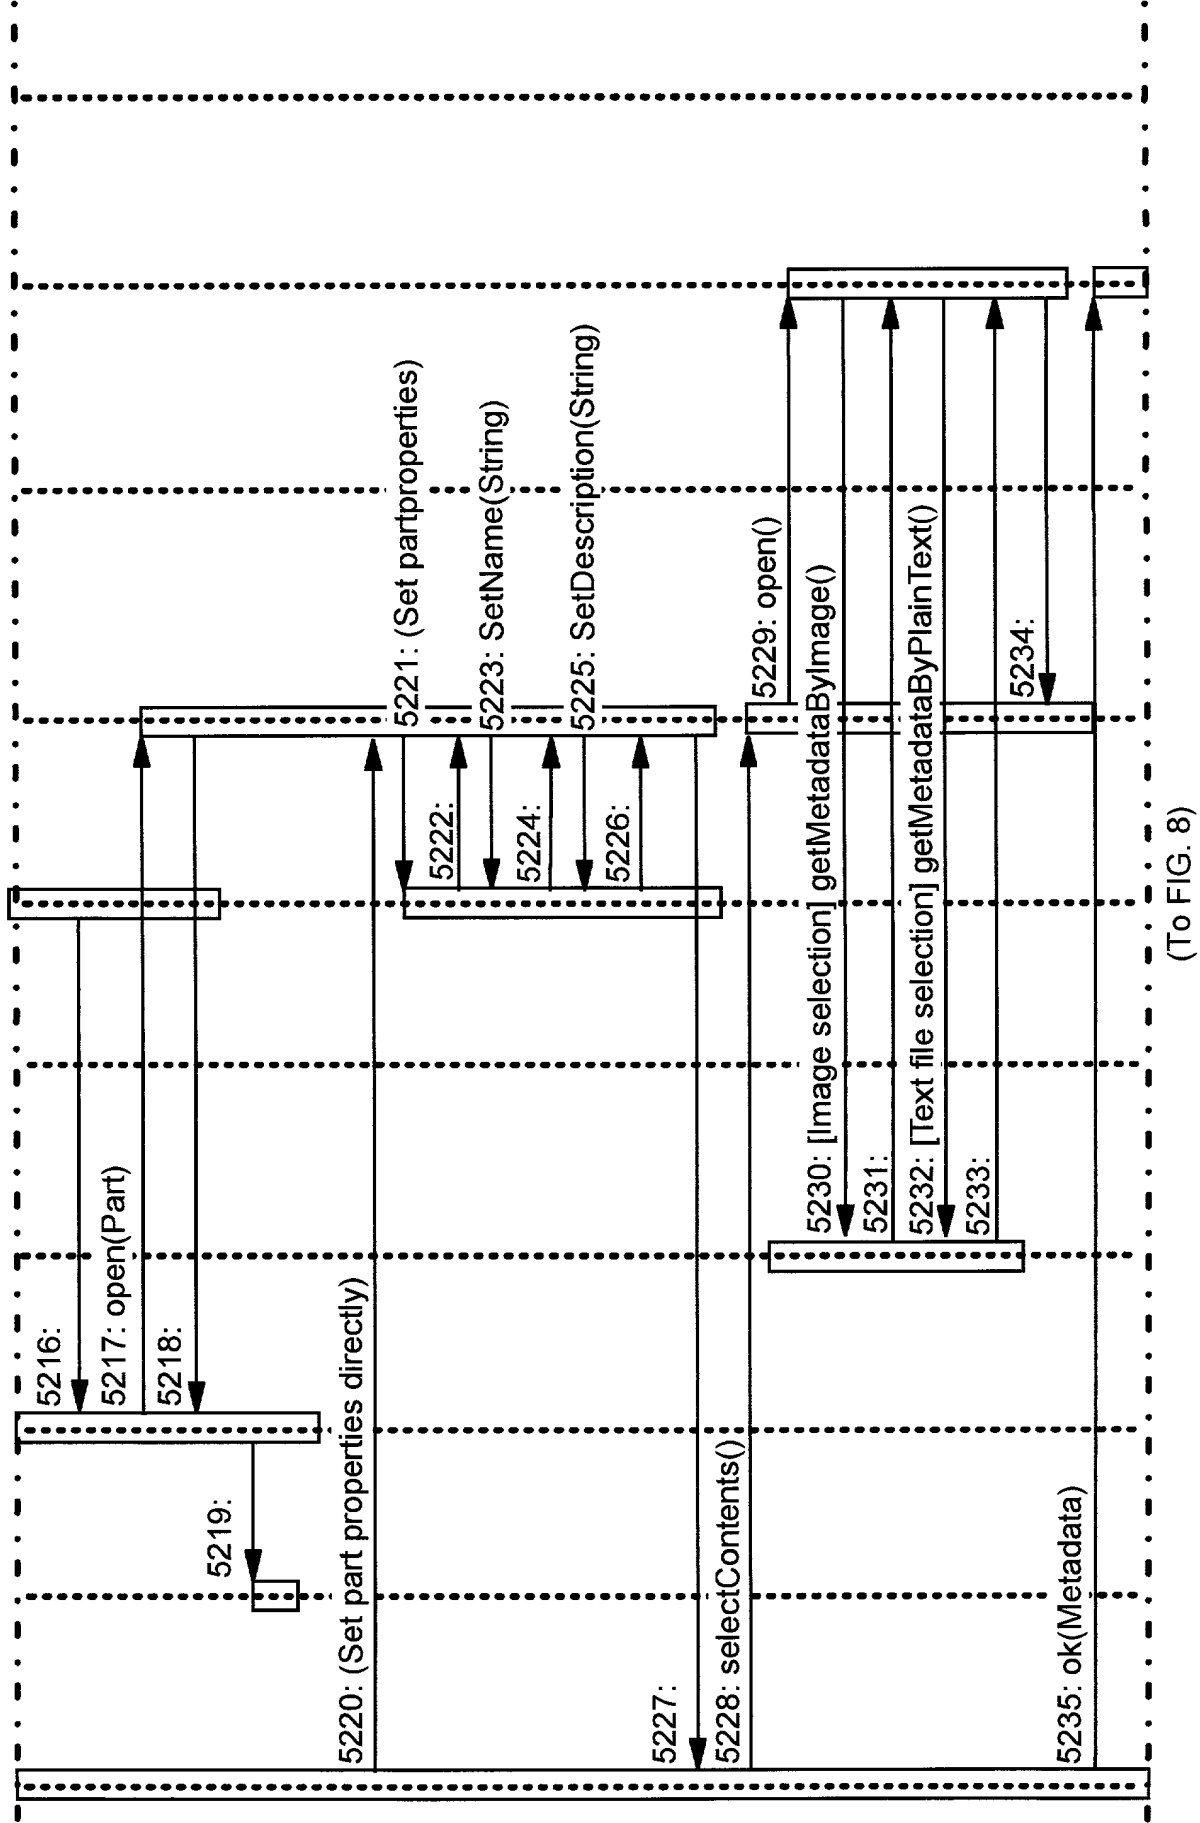 5216:
5217: open(Part)
5218:
5219:
5220: (Set part properties directly)
5221: (Set partproperties)
5222:
5223: SetName(String)
5224:
5225: SetDescription(String)
5226:
5227:
5228: selectContents()
5229: open()
5230: [Image selection] getMetadataByImage()
5231:
5232: [Text file selection] getMetadataByPlainText()
5233:
5234:
5235: ok(Metadata)
(To FIG. 8)